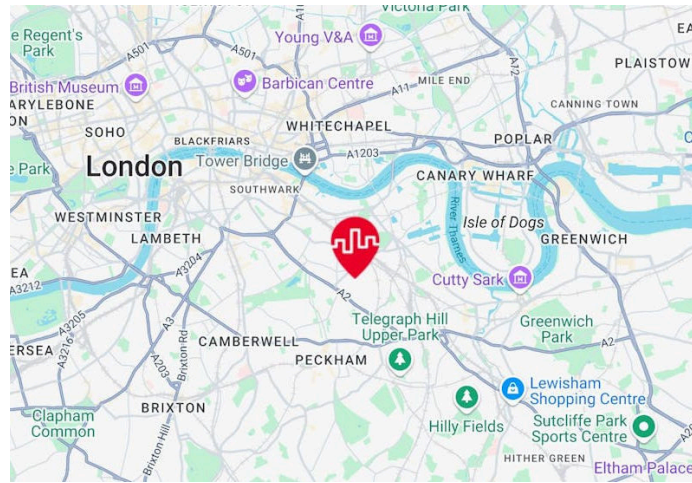 Victoria Park
e Regent's
Park
A501
A501
Young V&A
EA
PLAISTOW
A12
British Museum
Barbican Centre
MILE END
A11
ARYLEBONE
CANNING TOWN
ON
SOHO
WHITECHAPEL
BLACKFRIARS
POPLAR
London
Tower Bridge
A1203
e Park
SOUTHWARK
CANARY WHARF
WESTMINSTER
River Thames
Isle of Dogs
LAMBETH
GREENWICH
EA
A3204
A3212
Cutty Sark
A2
A3205
A3
Telegraph Hill
Upper Park
Greenwich
Park
ERSEA
A3216
Brixton Rd
CAMBERWELL
A2
A203
PECKHAM
Lewisham
Shopping Centre
BRIXTON
Clapham
Common
Hilly Fields
Sutcliffe Park
Sports Centre
A20
Brixton Hill
HITHER GREEN
Eltham Palace